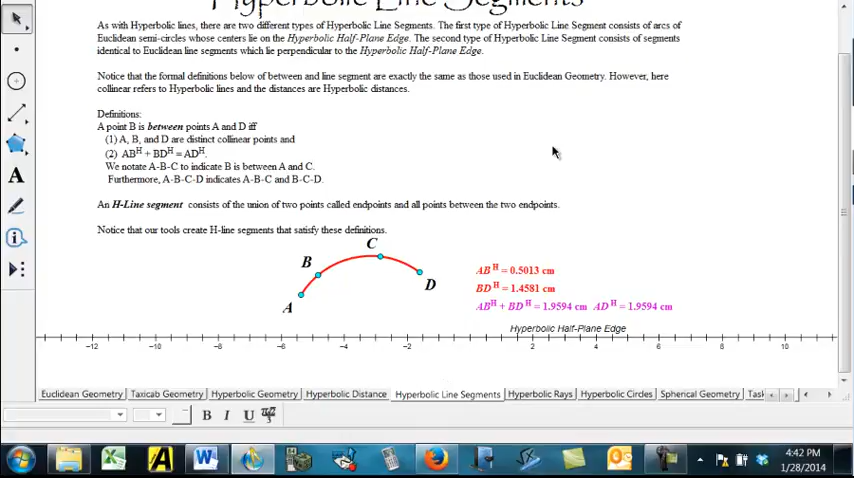 Hyperbolic Line Segments
As with Hyperbolic lines, there are two different types of Hyperbolic Line Segments. The first type of Hyperbolic Line Segment consists of arcs of
Euclidean semi-circles whose centers lie on the Hyperbolic Half-Plane Edge. The second type of Hyperbolic Line Segment consists of segments
identical to Euclidean line segments which lie perpendicular to the Hyperbolic Half-Plane Edge.
Notice that the formal definitions below of between and line segment are exactly the same as those used in Euclidean Geometry. However, here
collinear refers to Hyperbolic lines and the distances are Hyperbolic distances.
Definitions:
A point B is between points A and D iff
(1) A, B, and D are distinct collinear points and
(2) ABᴴ + BDᴴ = ADᴴ.
We notate A-B-C to indicate B is between A and C.
Furthermore, A-B-C-D indicates A-B-C and B-C-D.
An H-Line segment consists of the union of two points called endpoints and all points between the two endpoints.
Notice that our tools create H-line segments that satisfy these definitions.
C
B
D
A
AB ᴴ = 0.5013 cm
BD ᴴ = 1.4581 cm
ABᴴ + BD ᴴ = 1.9594 cm AD ᴴ = 1.9594 cm
Hyperbolic Half-Plane Edge
−12 −10 −8 −6 −4 −2 2 4 6 8 10
Euclidean Geometry Taxicab Geometry Hyperbolic Geometry Hyperbolic Distance Hyperbolic Line Segments Hyperbolic Rays Hyperbolic Circles Spherical Geometry Task
B I U
4:42 PM
1/28/2014